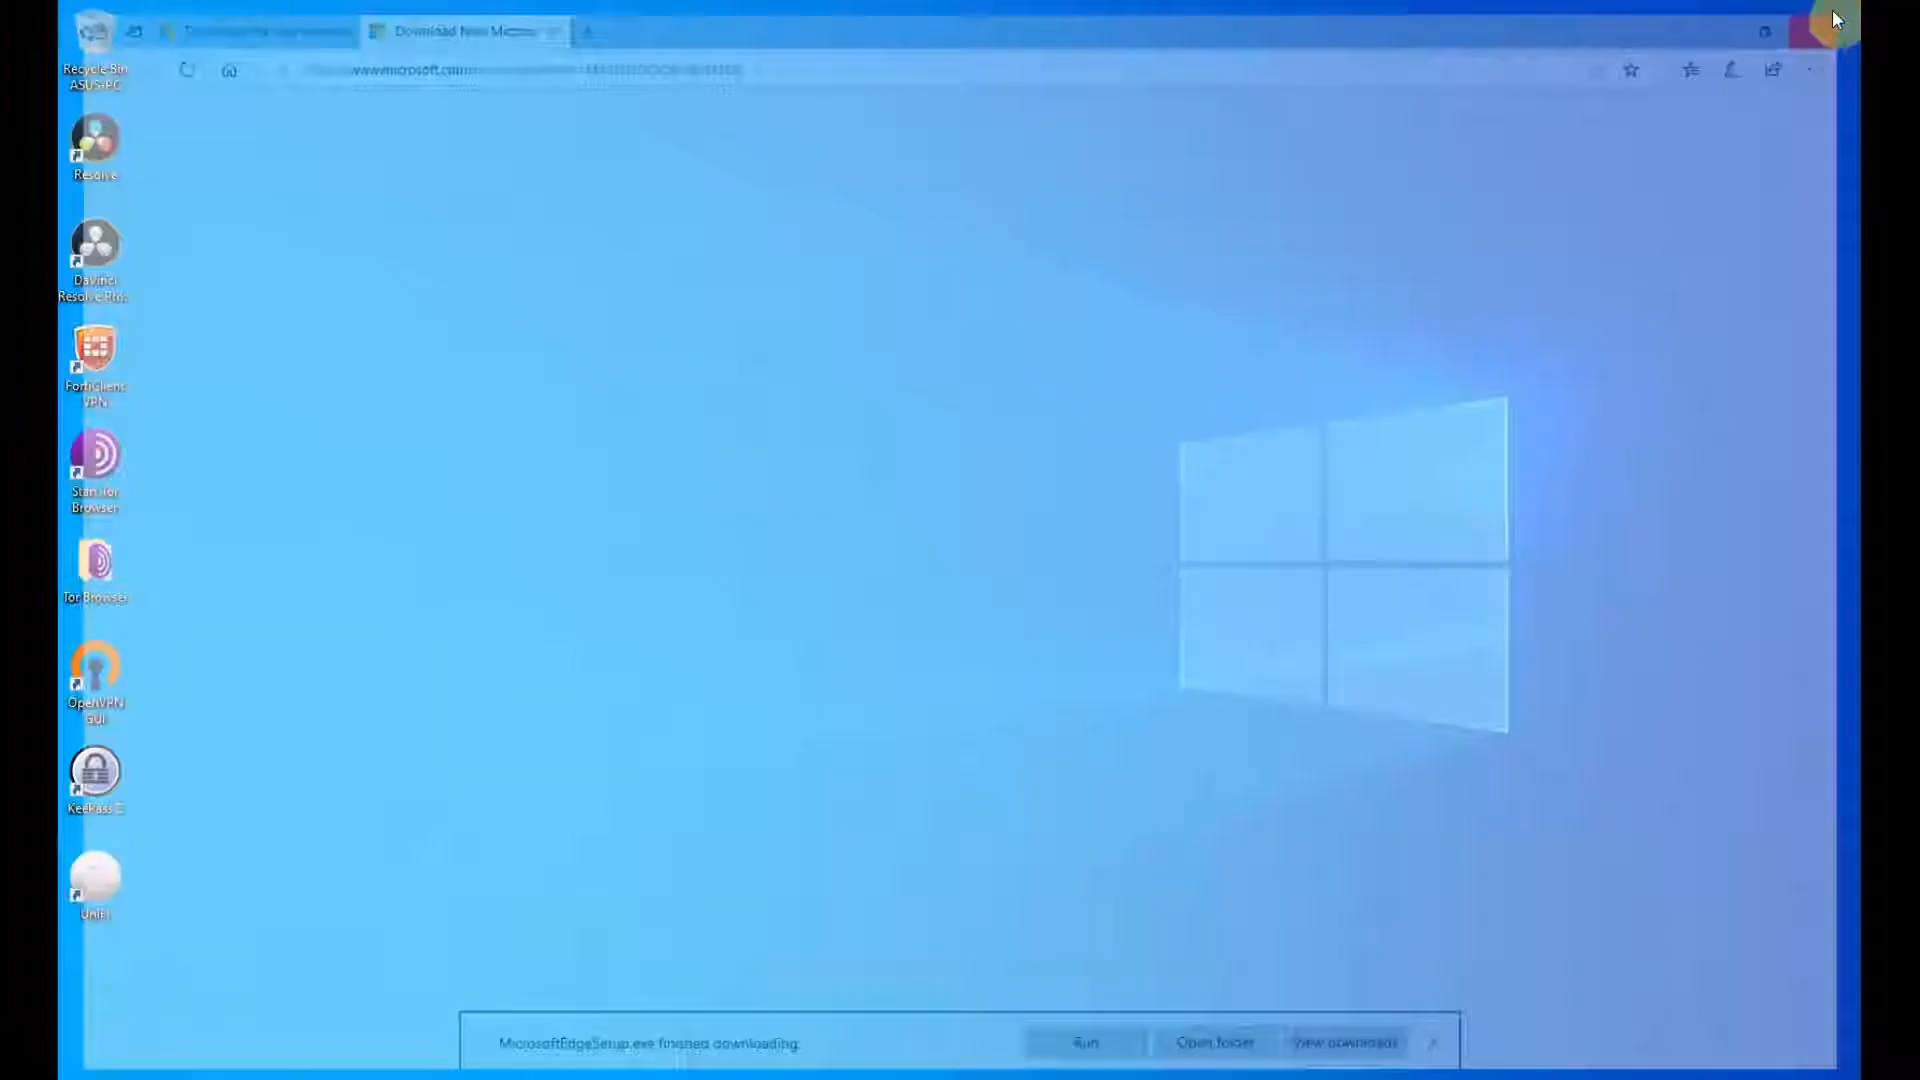 Download New Micros
www.microsoft.com
Recycle Bin
ASUS-PC
Resolve
Davinci
Resolve Pro
FortiClient
VPN
Start Tor
Browser
Tor Browser
OpenVPN
GUI
KeePass 2
UniFi
MicrosoftEdgeSetup.exe finished downloading.
Run
Open folder
View downloads